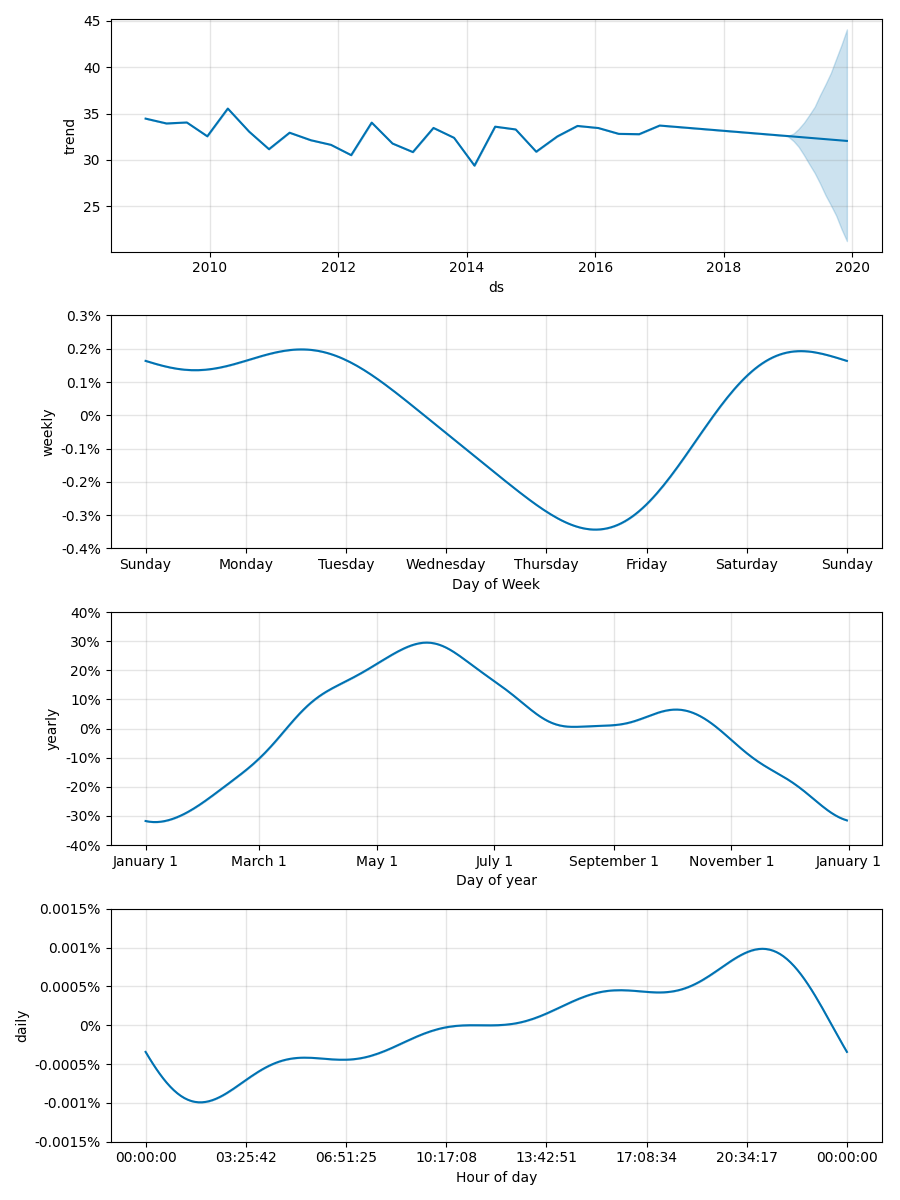 45
40
35
30
25
trend
2010 2012 2014 2016 2018 2020
ds
0.3%
0.2%
0.1%
0%
-0.1%
-0.2%
-0.3%
-0.4%
weekly
Sunday Monday Tuesday Wednesday Thursday Friday Saturday Sunday
Day of Week
40%
30%
20%
10%
0%
-10%
-20%
-30%
-40%
yearly
January 1 March 1 May 1 July 1 September 1 November 1 January 1
Day of year
0.0015%
0.001%
0.0005%
0%
-0.0005%
-0.001%
-0.0015%
daily
00:00:00 03:25:42 06:51:25 10:17:08 13:42:51 17:08:34 20:34:17 00:00:00
Hour of day